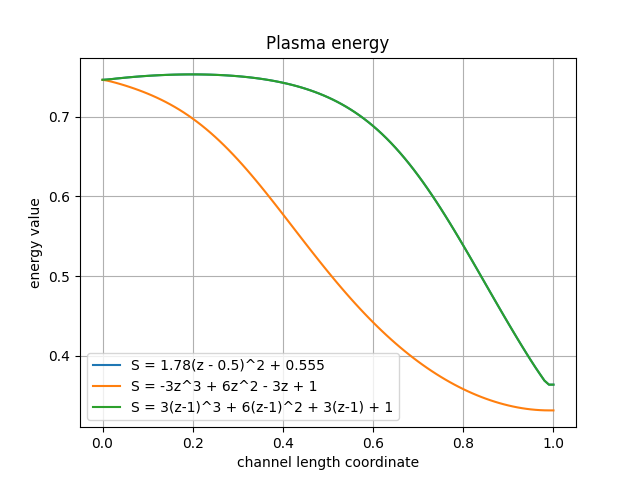 Plasma energy
energy value
0.7
0.6
0.5
0.4
S = 1.78(z - 0.5)^2 + 0.555
S = -3z^3 + 6z^2 - 3z + 1
S = 3(z-1)^3 + 6(z-1)^2 + 3(z-1) + 1
0.0 0.2 0.4 0.6 0.8 1.0
channel length coordinate